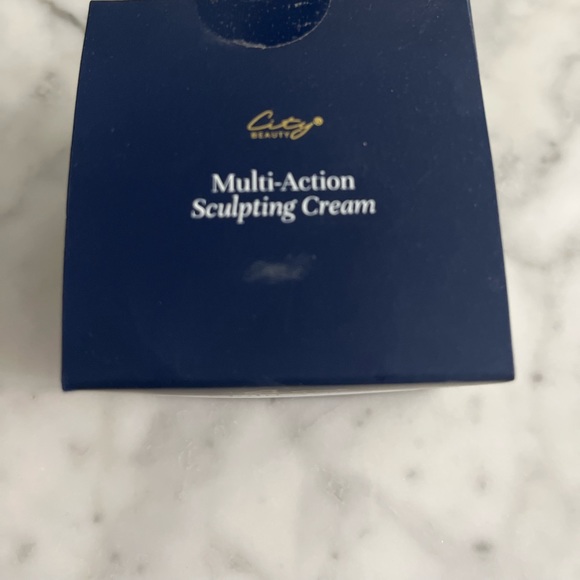 City
BEAUTY
Multi-Action
Sculpting Cream